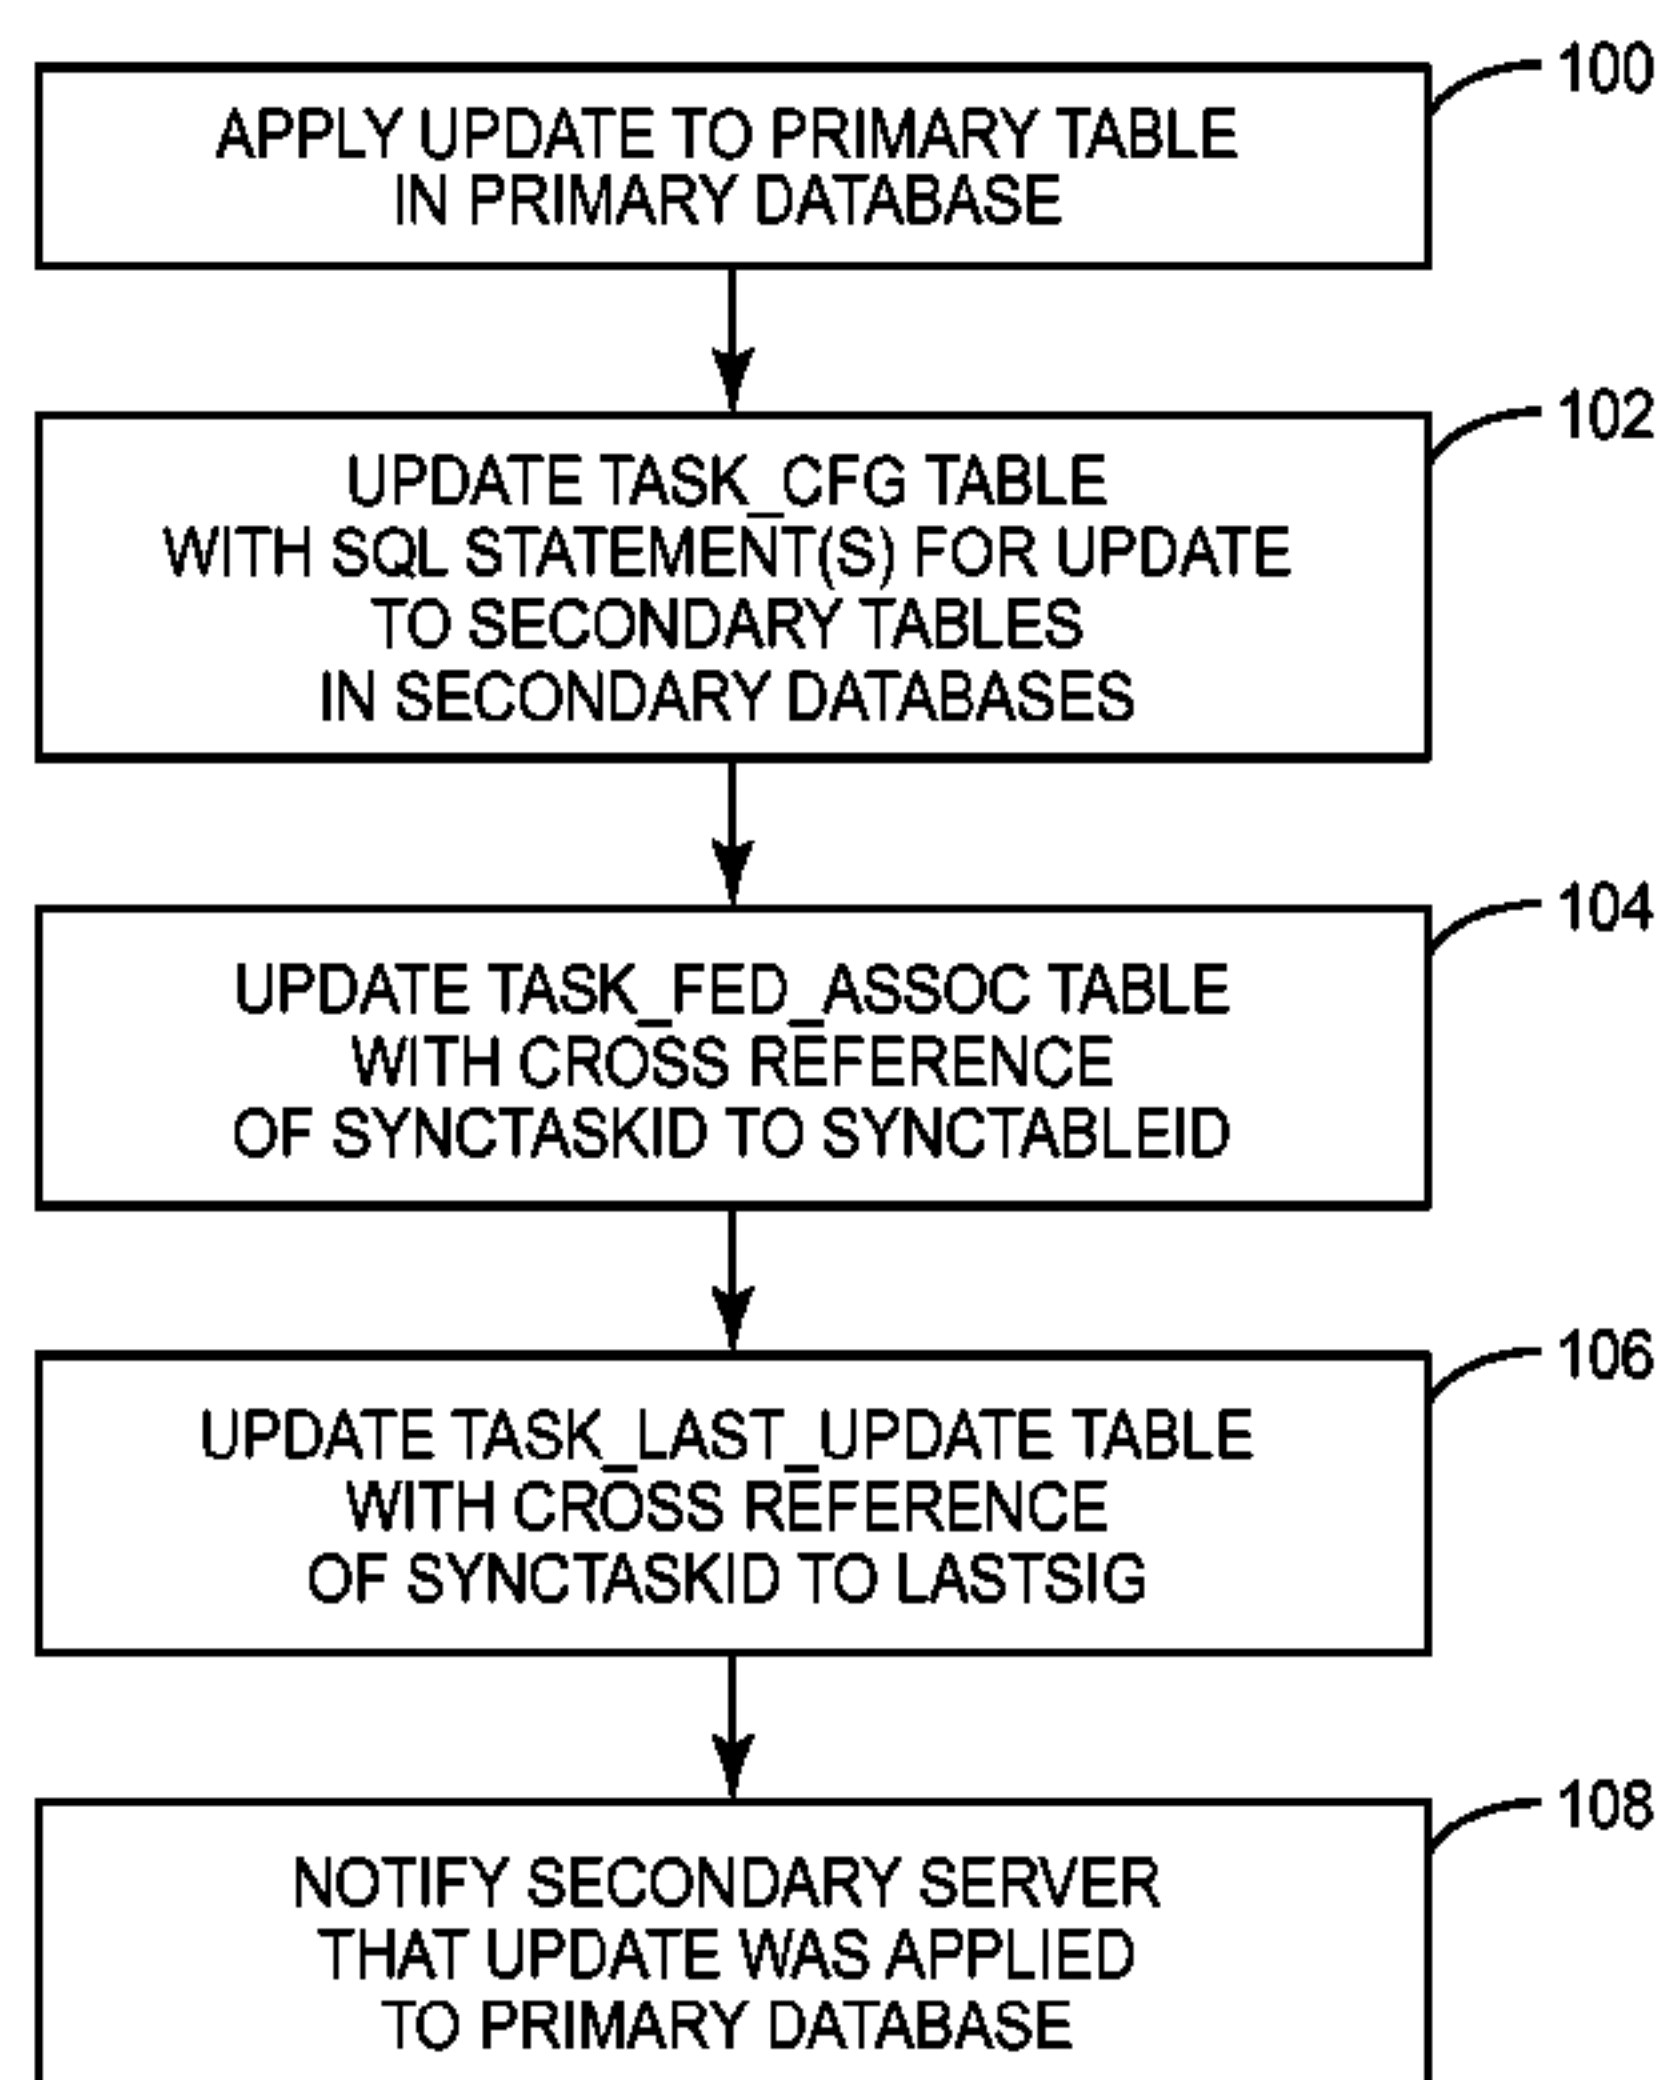 100
APPLY UPDATE TO PRIMARY TABLE
IN PRIMARY DATABASE
102
UPDATE TASK_CFG TABLE
WITH SQL STATEMENT(S) FOR UPDATE
TO SECONDARY TABLES
IN SECONDARY DATABASES
104
UPDATE TASK_FED_ASSOC TABLE
WITH CROSS REFERENCE
OF SYNCTASKID TO SYNCTABLEID
106
UPDATE TASK_LAST_UPDATE TABLE
WITH CROSS REFERENCE
OF SYNCTASKID TO LASTSIG
108
NOTIFY SECONDARY SERVER
THAT UPDATE WAS APPLIED
TO PRIMARY DATABASE